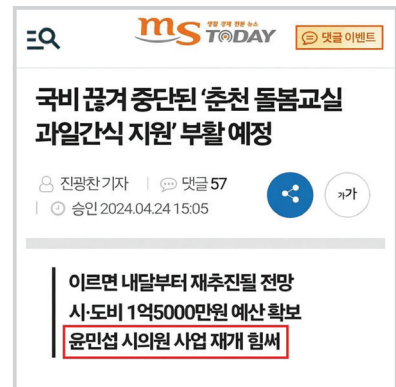 생활 경제 전문 뉴스
MS TODAY
댓글 이벤트
국비 끊겨 중단된 ‘춘천 돌봄교실
과일간식 지원’ 부활 예정
진광찬 기자 댓글 57
승인 2024.04.24 15:05
가가
이르면 내달부터 재추진될 전망
시·도비 1억5000만원 예산 확보
윤민섭 시의원 사업 재개 힘써